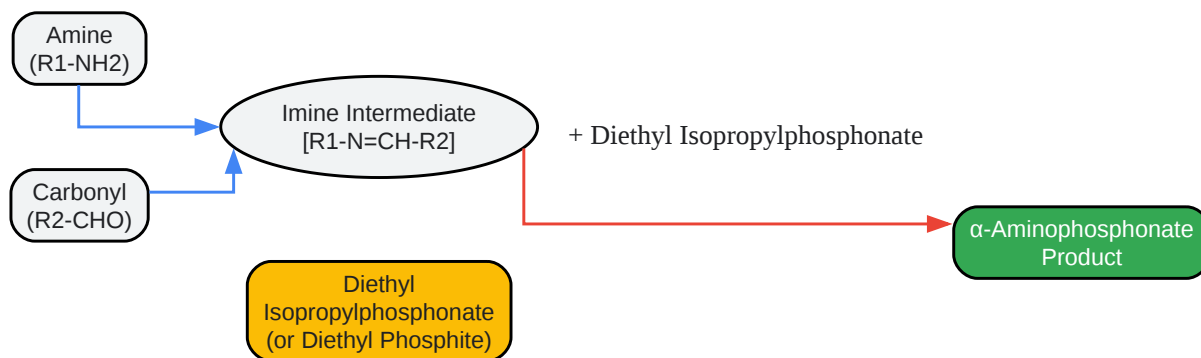 Amine
(R1-NH2)
Imine Intermediate
[R1-N=CH-R2]
+ Diethyl Isopropylphosphonate
Carbonyl
(R2-CHO)
α-Aminophosphonate
Product
Diethyl
Isopropylphosphonate
(or Diethyl Phosphite)